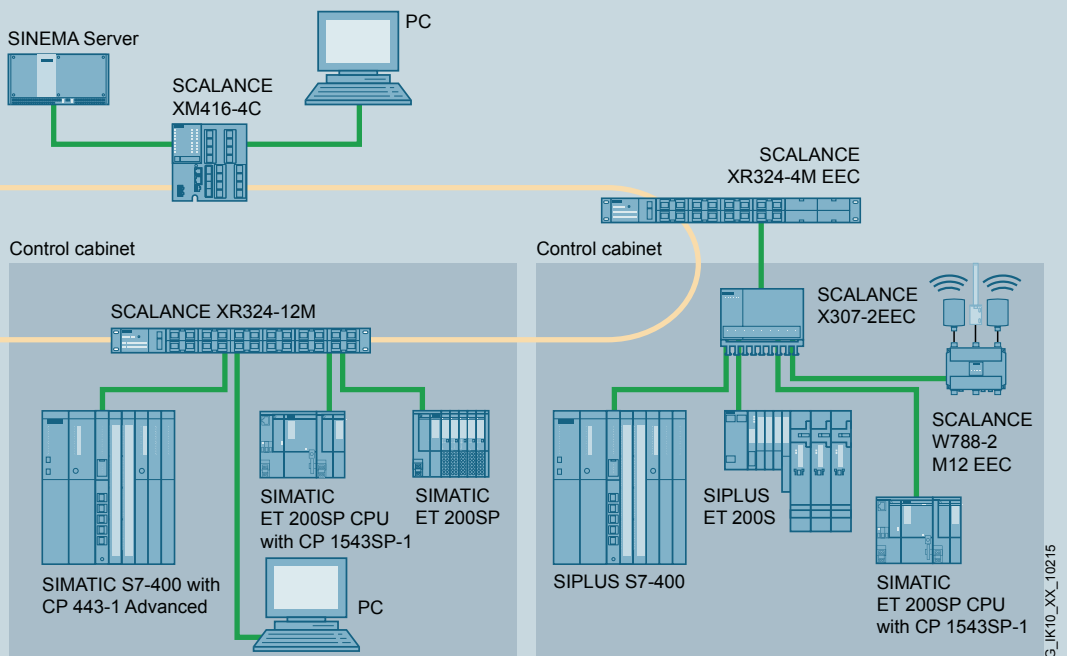 SINEMA Server
PC
SCALANCE
XM416-4C
SCALANCE
XR324-4M EEC
Control cabinet
SCALANCE XR324-12M
SIMATIC S7-400 with
CP 443-1 Advanced
SIMATIC
ET 200SP CPU
with CP 1543SP-1
SIMATIC
ET 200SP
PC
Control cabinet
SCALANCE
X307-2EEC
SCALANCE
W788-2
M12 EEC
SIPLUS S7-400
SIPLUS
ET 200S
SIMATIC
ET 200SP CPU
with CP 1543SP-1
G_IK10_XX_10215